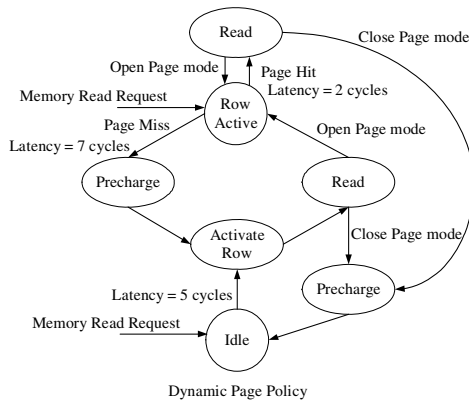 Read
Close Page mode
Open Page mode
Page Hit
Latency = 2 cycles
Memory Read Request
Row
Active
Page Miss
Latency = 7 cycles
Open Page mode
Precharge
Read
Activate
Row
Close Page mode
Latency = 5 cycles
Precharge
Memory Read Request
Idle
Dynamic Page Policy